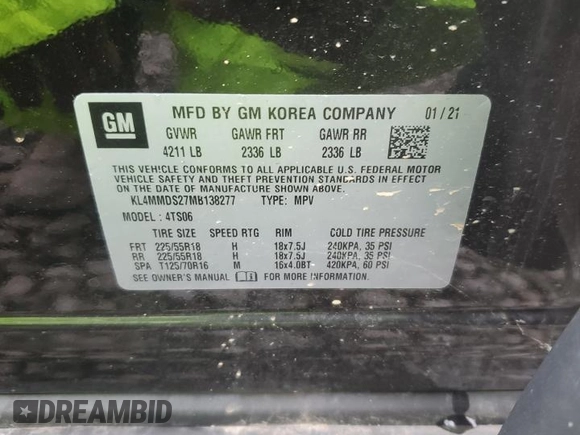 GM MFD BY GM KOREA COMPANY 01/21
GVWR GAWR FRT GAWR RR
4211 LB 2336 LB 2336 LB
THIS VEHICLE CONFORMS TO ALL APPLICABLE U.S. FEDERAL MOTOR
VEHICLE SAFETY AND THEFT PREVENTION STANDARDS IN EFFECT ON
THE DATE OF MANUFACTURE SHOWN ABOVE.
KL4MMDS27MB138277 TYPE: MPV
MODEL: 4TS06
TIRE SIZE SPEED RTG RIM COLD TIRE PRESSURE
FRT 225/55R18 H 18x7.5J 240KPA, 35 PSI
RR 225/55R18 H 18x7.5J 240KPA, 35 PSI
SPA T125/70R16 M 16x4.0BT 420KPA, 60 PSI
SEE OWNER'S MANUAL FOR MORE INFORMATION.
DREAMBID